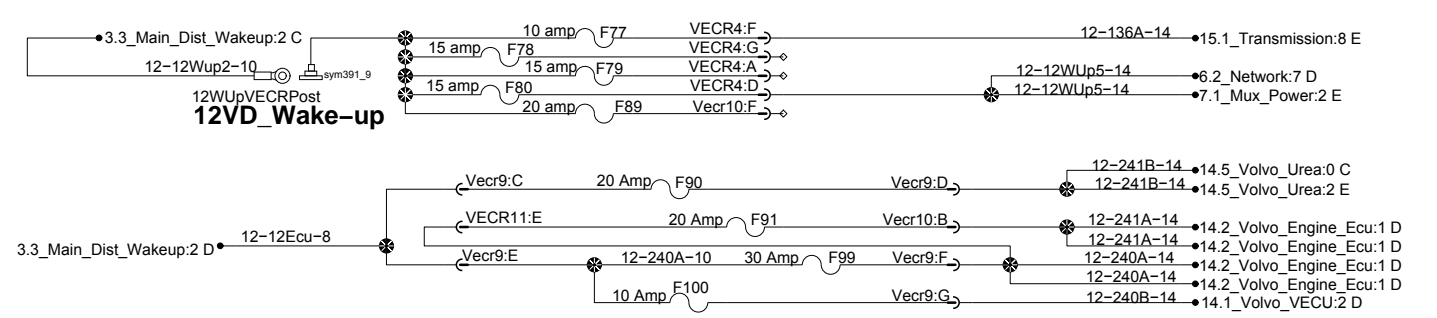 10 amp F77 VECR4:F 12-136A-14
3.3_Main_Dist_Wakeup:2 C 15.1_Transmission:8 E
15 amp F78 VECR4:G
12-12Wup2-10 sym391_9 15 amp F79 VECR4:A 12-12WUp5-14 6.2_Network:7 D
15 amp F80 VECR4:D 12-12WUp5-14 7.1_Mux_Power:2 E
12WUpVECRPost
12VD_Wake-up 20 amp F89 Vecr10:F
12-241B-14 14.5_Volvo_Urea:0 C
Vecr9:C 20 Amp F90 Vecr9:D 12-241B-14 14.5_Volvo_Urea:2 E
VECR11:E 20 Amp F91 Vecr10:B 12-241A-14 14.2_Volvo_Engine_Ecu:1 D
3.3_Main_Dist_Wakeup:2 D 12-12Ecu-8 12-241A-14 14.2_Volvo_Engine_Ecu:1 D
Vecr9:E 12-240A-10 30 Amp F99 Vecr9:F 12-240A-14 14.2_Volvo_Engine_Ecu:1 D
12-240A-14 14.2_Volvo_Engine_Ecu:1 D
10 Amp F100 Vecr9:G 12-240B-14 14.1_Volvo_VECU:2 D